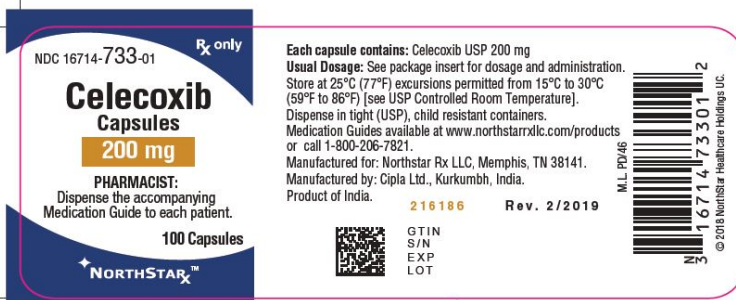 Rx only
NDC 16714-733-01
Celecoxib
Capsules
200 mg
PHARMACIST:
Dispense the accompanying
Medication Guide to each patient.
100 Capsules
NORTHSTARx™
Each capsule contains: Celecoxib USP 200 mg
Usual Dosage: See package insert for dosage and administration.
Store at 25°C (77°F) excursions permitted from 15°C to 30°C
(59°F to 86°F) [see USP Controlled Room Temperature].
Dispense in tight (USP), child resistant containers.
Medication Guides available at www.northstarrxllc.com/products
or call 1-800-206-7821.
Manufactured for: Northstar Rx LLC, Memphis, TN 38141.
Manufactured by: Cipla Ltd., Kurkumbh, India.
Product of India.
216186 Rev. 2/2019
GTIN
S/N
EXP
LOT
M.L. PD/46
N
3 16714 73301 2
© 2018 NorthStar Healthcare Holdings UC.